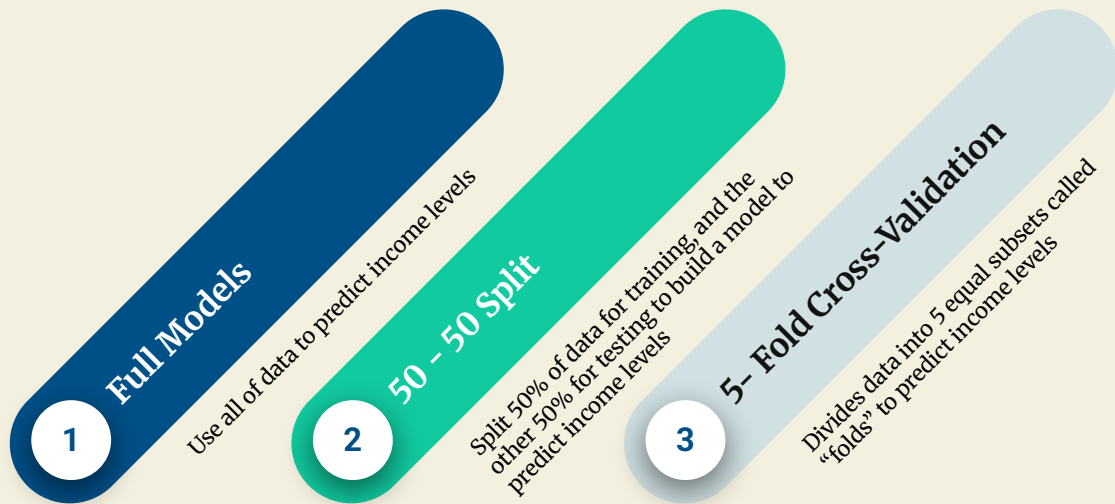 1
Full Models
Use all of data to predict income levels
2
50 - 50 Split
Split 50% of data for training, and the
other 50% for testing to build a model to
predict income levels
3
5- Fold Cross-Validation
Divides data into 5 equal subsets called
“folds” to predict income levels